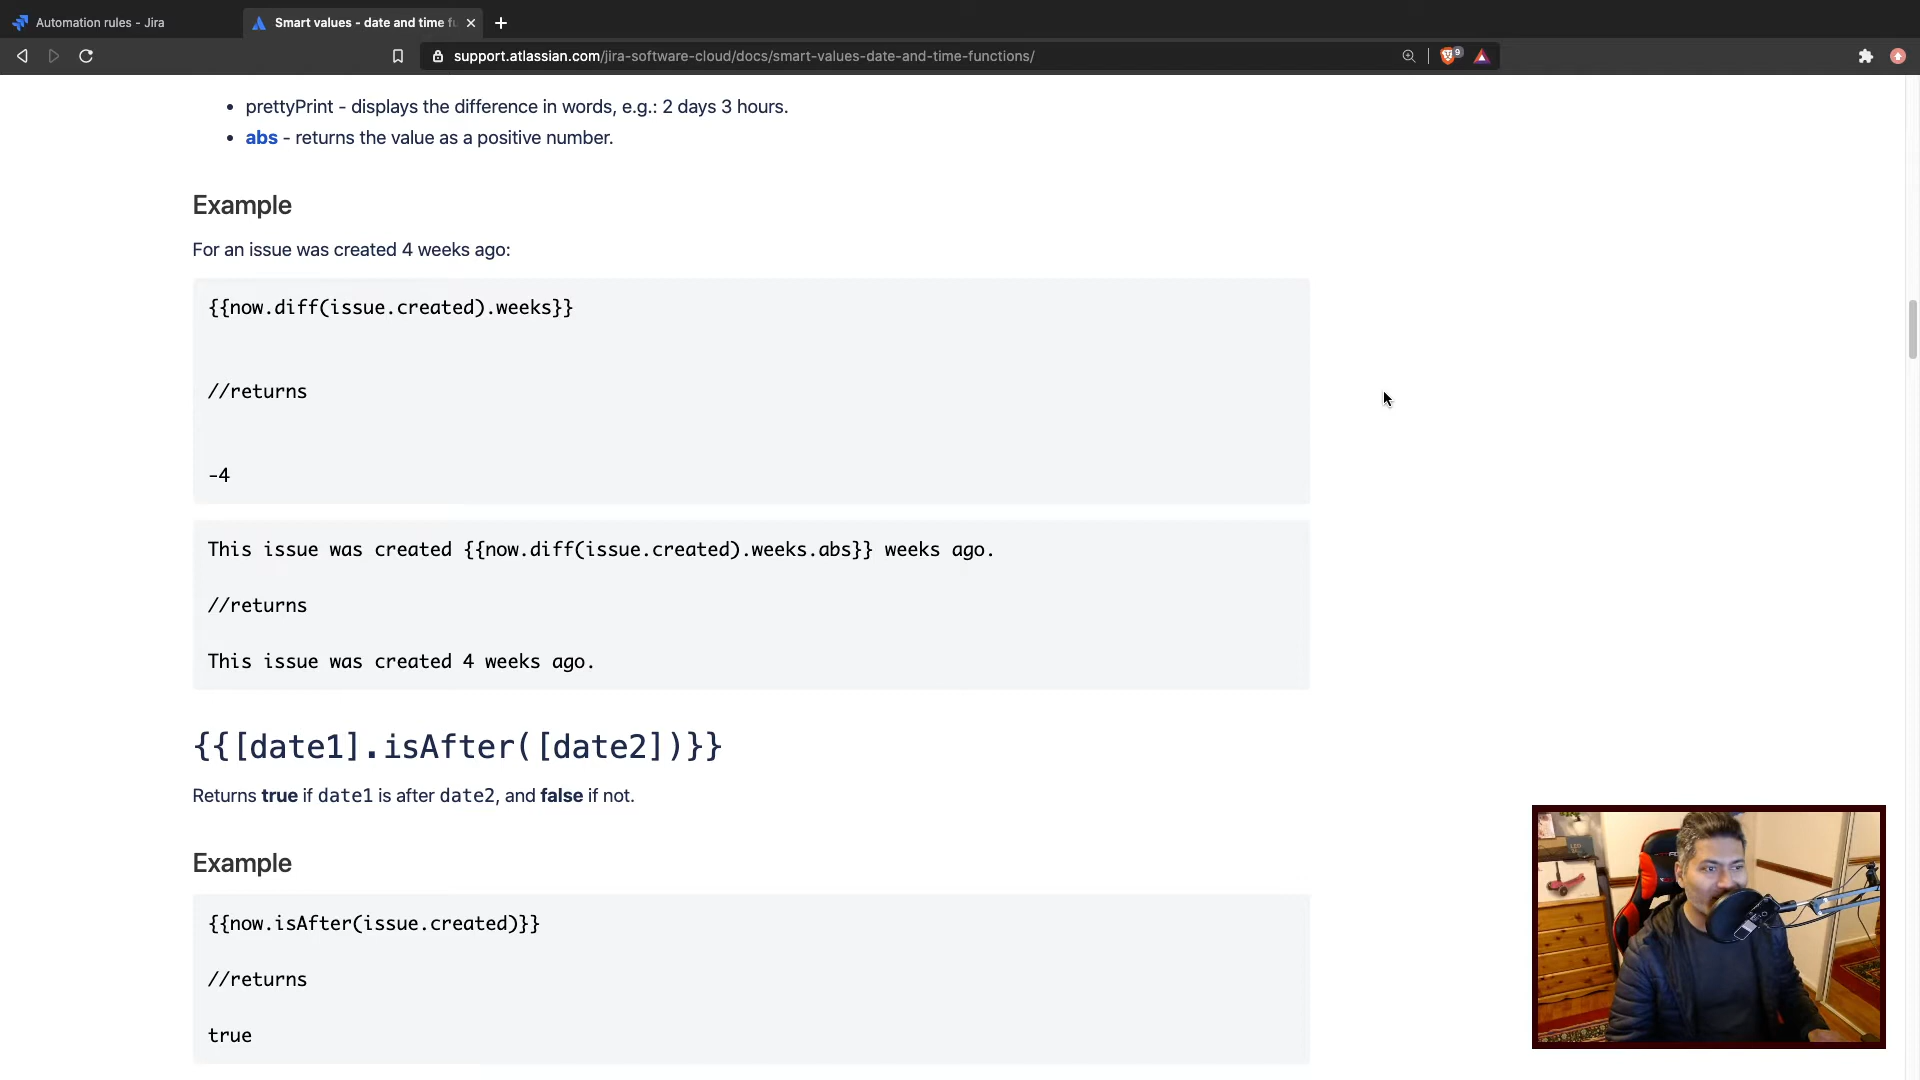 Automation rules - Jira
Smart values - date and time fu
support.atlassian.com/jira-software-cloud/docs/smart-values-date-and-time-functions/
9
prettyPrint - displays the difference in words, e.g.: 2 days 3 hours.
abs - returns the value as a positive number.
Example
For an issue was created 4 weeks ago:
{{now.diff(issue.created).weeks}}
//returns
-4
This issue was created {{now.diff(issue.created).weeks.abs}} weeks ago.
//returns
This issue was created 4 weeks ago.
{{[date1].isAfter([date2])}}
Returns true if date1 is after date2, and false if not.
Example
{{now.isAfter(issue.created)}}
//returns
true